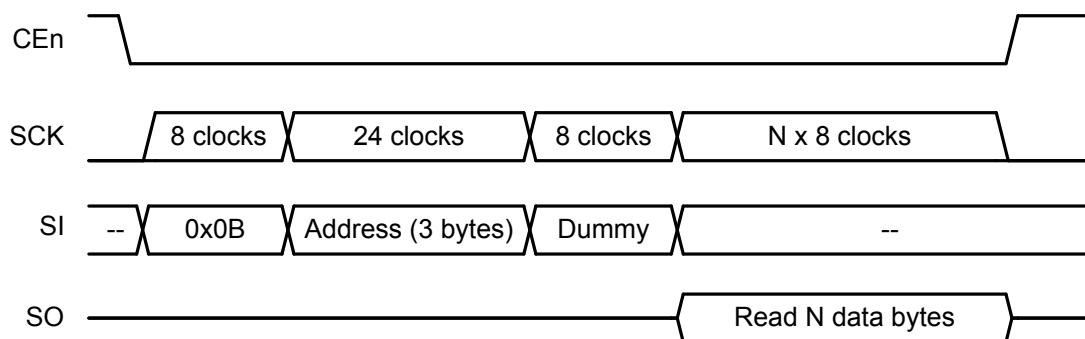 CEn
SCK 8 clocks 24 clocks 8 clocks N x 8 clocks
SI -- 0x0B Address (3 bytes) Dummy --
SO Read N data bytes